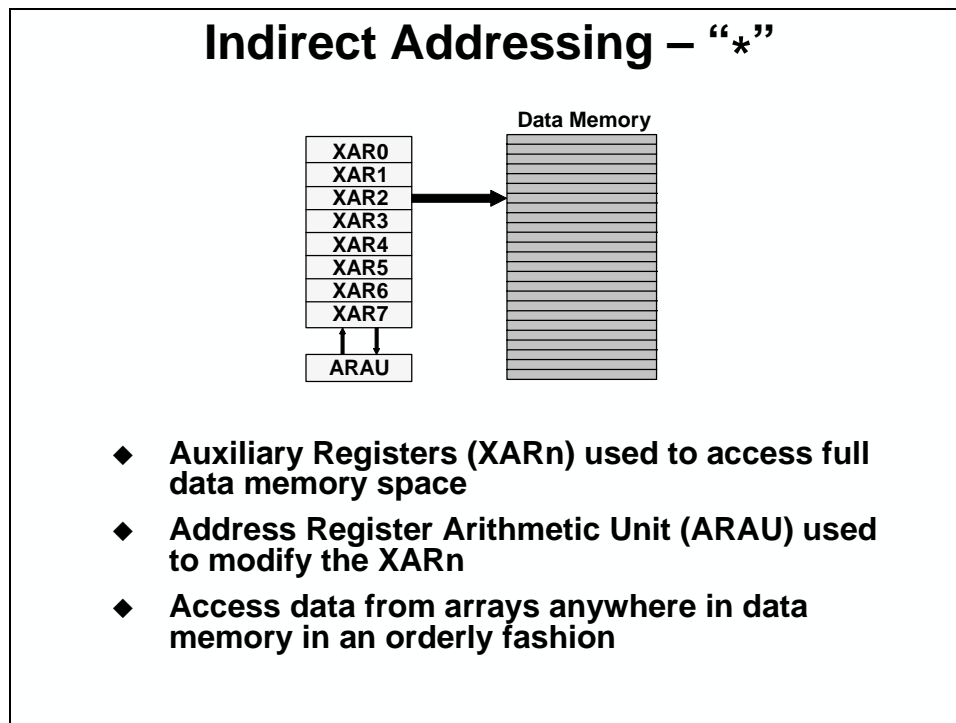 Indirect Addressing – “*”
Data Memory
XAR0
XAR1
XAR2
XAR3
XAR4
XAR5
XAR6
XAR7
ARAU
◆ Auxiliary Registers (XARn) used to access full
data memory space
◆ Address Register Arithmetic Unit (ARAU) used
to modify the XARn
◆ Access data from arrays anywhere in data
memory in an orderly fashion